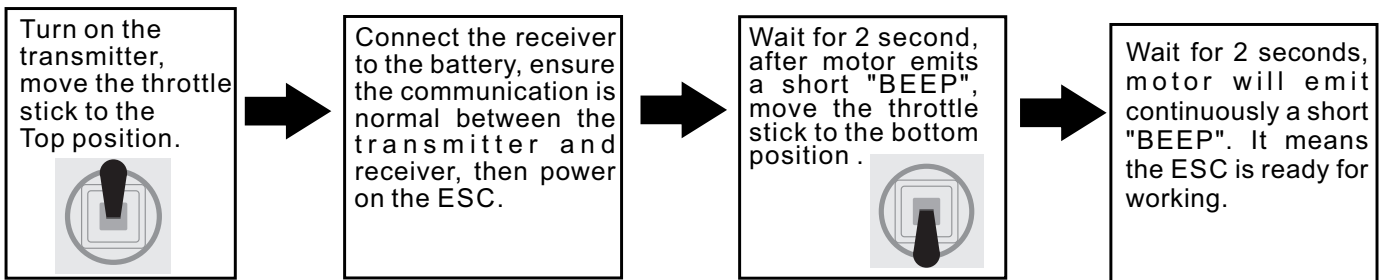 Turn on the
transmitter,
move the throttle
stick to the
Top position.
Connect the receiver
to the battery, ensure
the communication is
normal between the
transmitter and
receiver, then power
on the ESC.
Wait for 2 second,
after motor emits
a short "BEEP",
move the throttle
stick to the bottom
position .
Wait for 2 seconds,
motor will emit
continuously a short
"BEEP". It means
the ESC is ready for
working.